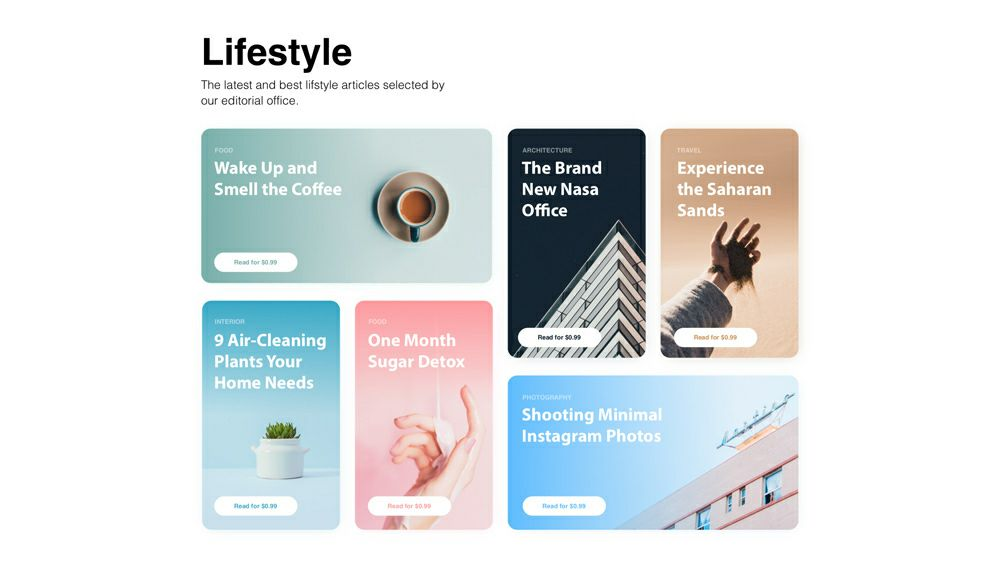 Lifestyle
The latest and best lifstyle articles selected by
our editorial office.
FOOD
Wake Up and
Smell the Coffee
Read for $0.99
ARCHITECTURE
The Brand
New Nasa
Office
Read for $0.99
TRAVEL
Experience
the Saharan
Sands
Read for $0.99
INTERIOR
9 Air-Cleaning
Plants Your
Home Needs
Read for $0.99
FOOD
One Month
Sugar Detox
Read for $0.99
PHOTOGRAPHY
Shooting Minimal
Instagram Photos
Read for $0.99